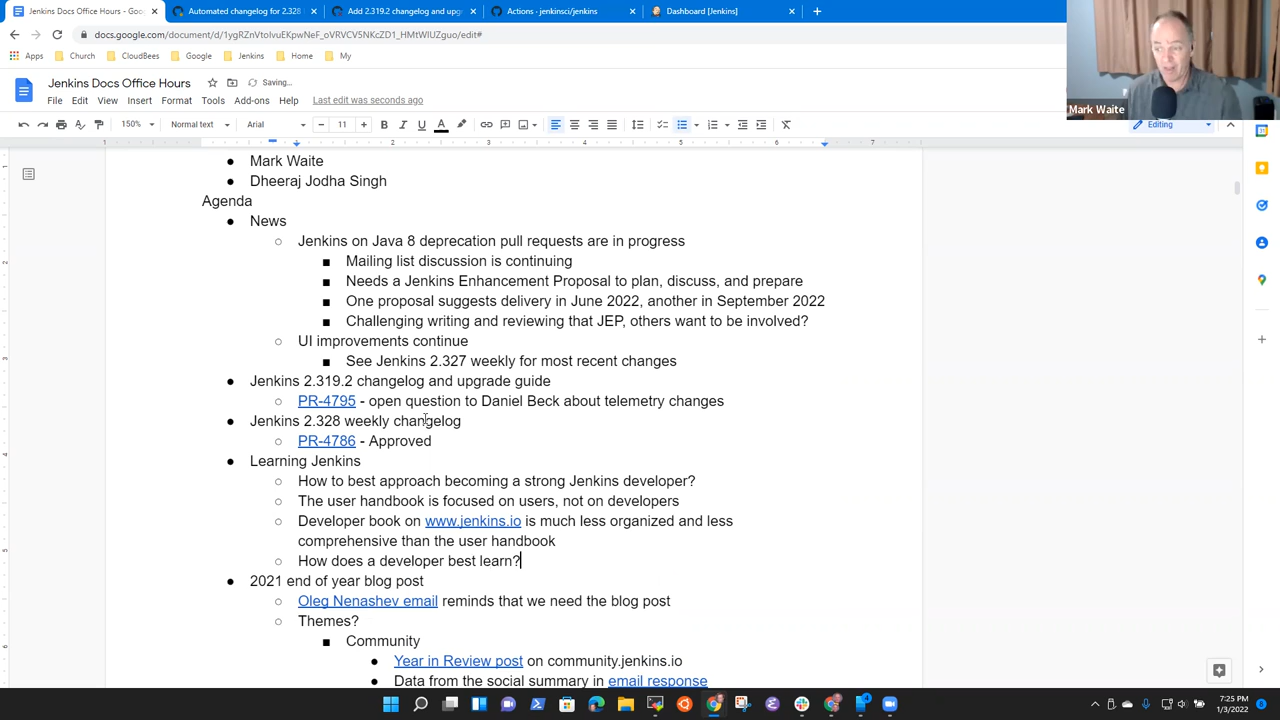 Jenkins Docs Office Hours - Goo
Automated changelog for 2.328
Add 2.319.2 changelog and upgr
Actions · jenkinsci/jenkins
Dashboard [Jenkins]
docs.google.com/document/d/1ygRZnVtoIvuEKpwNeF_oVRVCV5NKcZD1_HMtWIUZguo/edit#
Apps Church CloudBees Google Jenkins Home My
Jenkins Docs Office Hours
Saving...
File Edit View Insert Format Tools Add-ons Help Last edit was seconds ago
150% Normal text Arial 11 Editing
Mark Waite
1 2 3 4 5 6 7
● Mark Waite
● Dheeraj Jodha Singh
Agenda
● News
○ Jenkins on Java 8 deprecation pull requests are in progress
■ Mailing list discussion is continuing
■ Needs a Jenkins Enhancement Proposal to plan, discuss, and prepare
■ One proposal suggests delivery in June 2022, another in September 2022
■ Challenging writing and reviewing that JEP, others want to be involved?
○ UI improvements continue
■ See Jenkins 2.327 weekly for most recent changes
● Jenkins 2.319.2 changelog and upgrade guide
○ PR-4795 - open question to Daniel Beck about telemetry changes
● Jenkins 2.328 weekly changelog
○ PR-4786 - Approved
● Learning Jenkins
○ How to best approach becoming a strong Jenkins developer?
○ The user handbook is focused on users, not on developers
○ Developer book on www.jenkins.io is much less organized and less
comprehensive than the user handbook
○ How does a developer best learn?
● 2021 end of year blog post
○ Oleg Nenashev email reminds that we need the blog post
○ Themes?
■ Community
● Year in Review post on community.jenkins.io
● Data from the social summary in email response
7:25 PM
1/3/2022